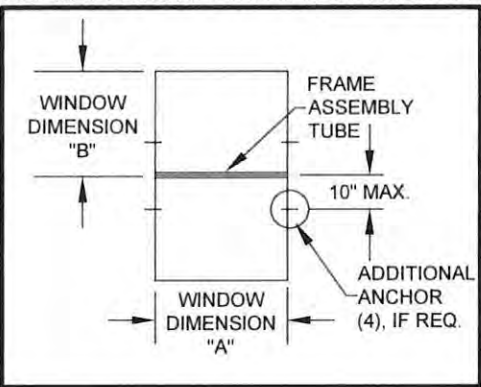 WINDOW
DIMENSION
"B"
FRAME
ASSEMBLY
TUBE
10" MAX.
ADDITIONAL
ANCHOR
(4), IF REQ.
WINDOW
DIMENSION
"A"